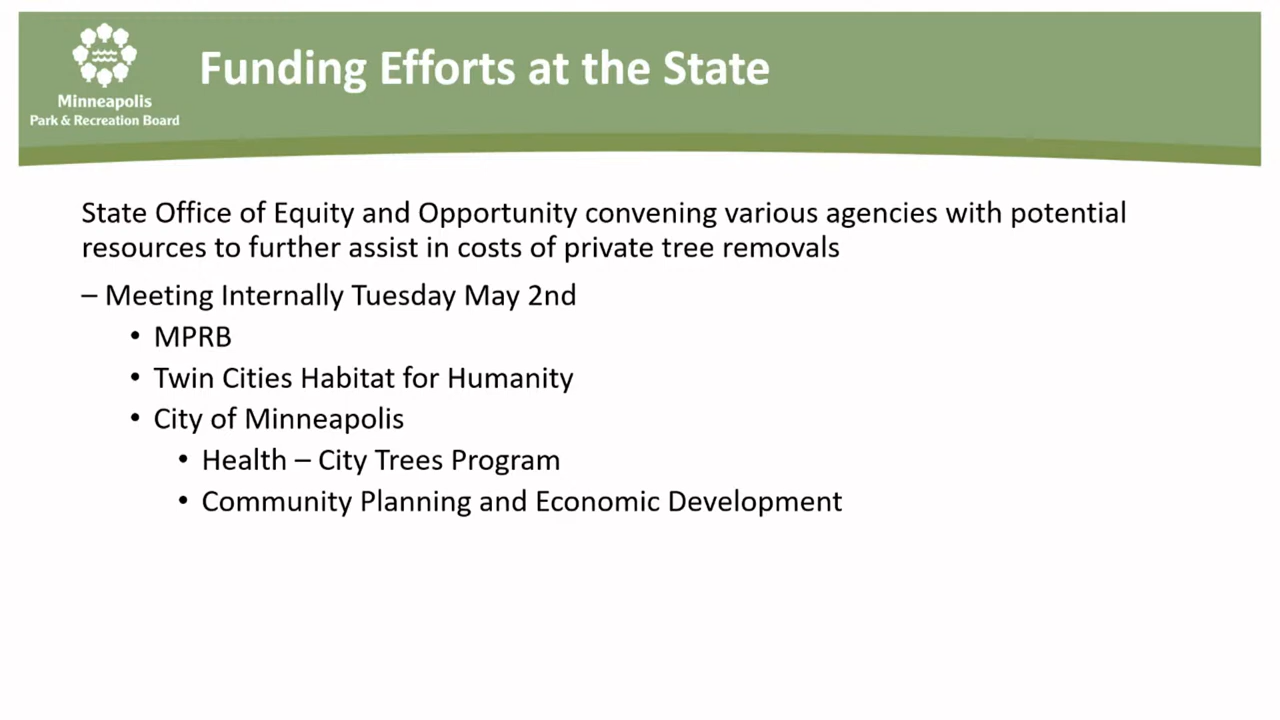 Minneapolis
Park & Recreation Board
Funding Efforts at the State
State Office of Equity and Opportunity convening various agencies with potential
resources to further assist in costs of private tree removals
– Meeting Internally Tuesday May 2nd
• MPRB
• Twin Cities Habitat for Humanity
• City of Minneapolis
• Health – City Trees Program
• Community Planning and Economic Development